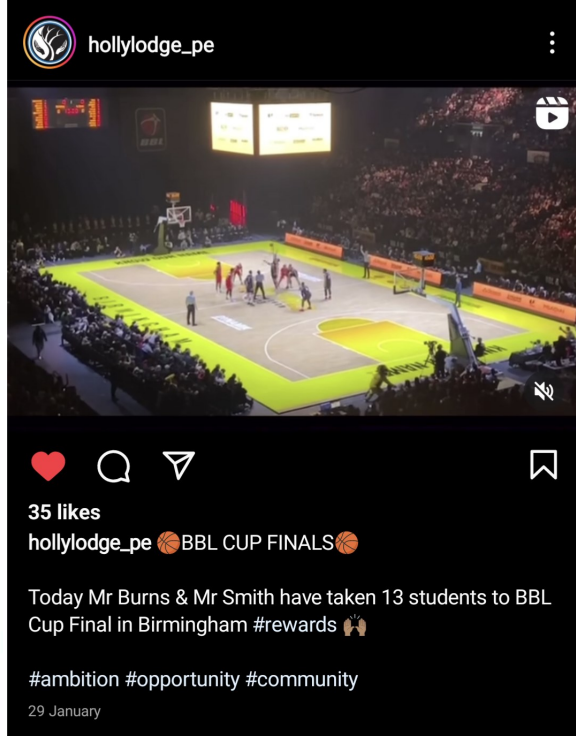 hollylodge_pe
BBL
35 likes
hollylodge_pe 🏀BBL CUP FINALS🏀
Today Mr Burns & Mr Smith have taken 13 students to BBL
Cup Final in Birmingham #rewards 🙌🏽
#ambition #opportunity #community
29 January